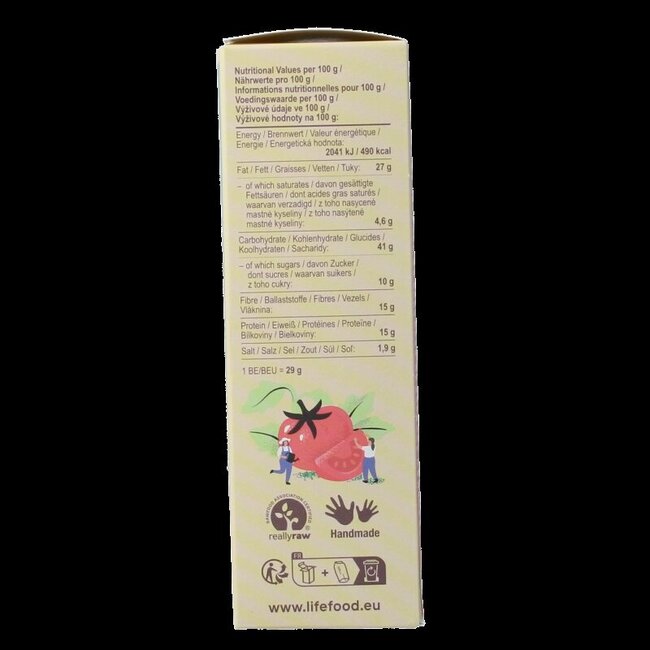 Nutritional Values per 100 g /
Nährwerte pro 100 g /
Informations nutritionnelles pour 100 g /
Voedingswaarde per 100 g /
Výživové údaje ve 100 g /
Výživové hodnoty na 100 g:
Energy / Brennwert / Valeur énergétique /
Energie / Energetická hodnota:
2041 kJ / 490 kcal
Fat / Fett / Graisses / Vetten / Tuky: 27 g
– of which saturates / davon gesättigte
Fettsäuren / dont acides gras saturés /
waarvan verzadigd / z toho nasycené
mastné kyseliny / z toho nasýtené
mastné kyseliny: 4,6 g
Carbohydrate / Kohlenhydrate / Glucides /
Koolhydraten / Sacharidy: 41 g
– of which sugars / davon Zucker /
dont sucres / waarvan suikers /
z toho cukry: 10 g
Fibre / Ballaststoffe / Fibres / Vezels /
Vláknina: 15 g
Protein / Eiweiß / Protéines / Proteïne /
Bílkoviny / Bielkoviny: 15 g
Salt / Salz / Sel / Zout / Sůl / Soľ: 1,9 g
1 BE/BEU = 29 g
RAWFOOD ASSOCIATION CERTIFIED
reallyraw
Handmade
FR
+
www.lifefood.eu